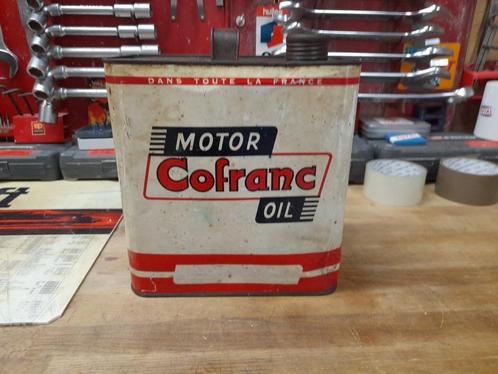 DANS TOUTE LA FRANCE
MOTOR
Cofranc
OIL